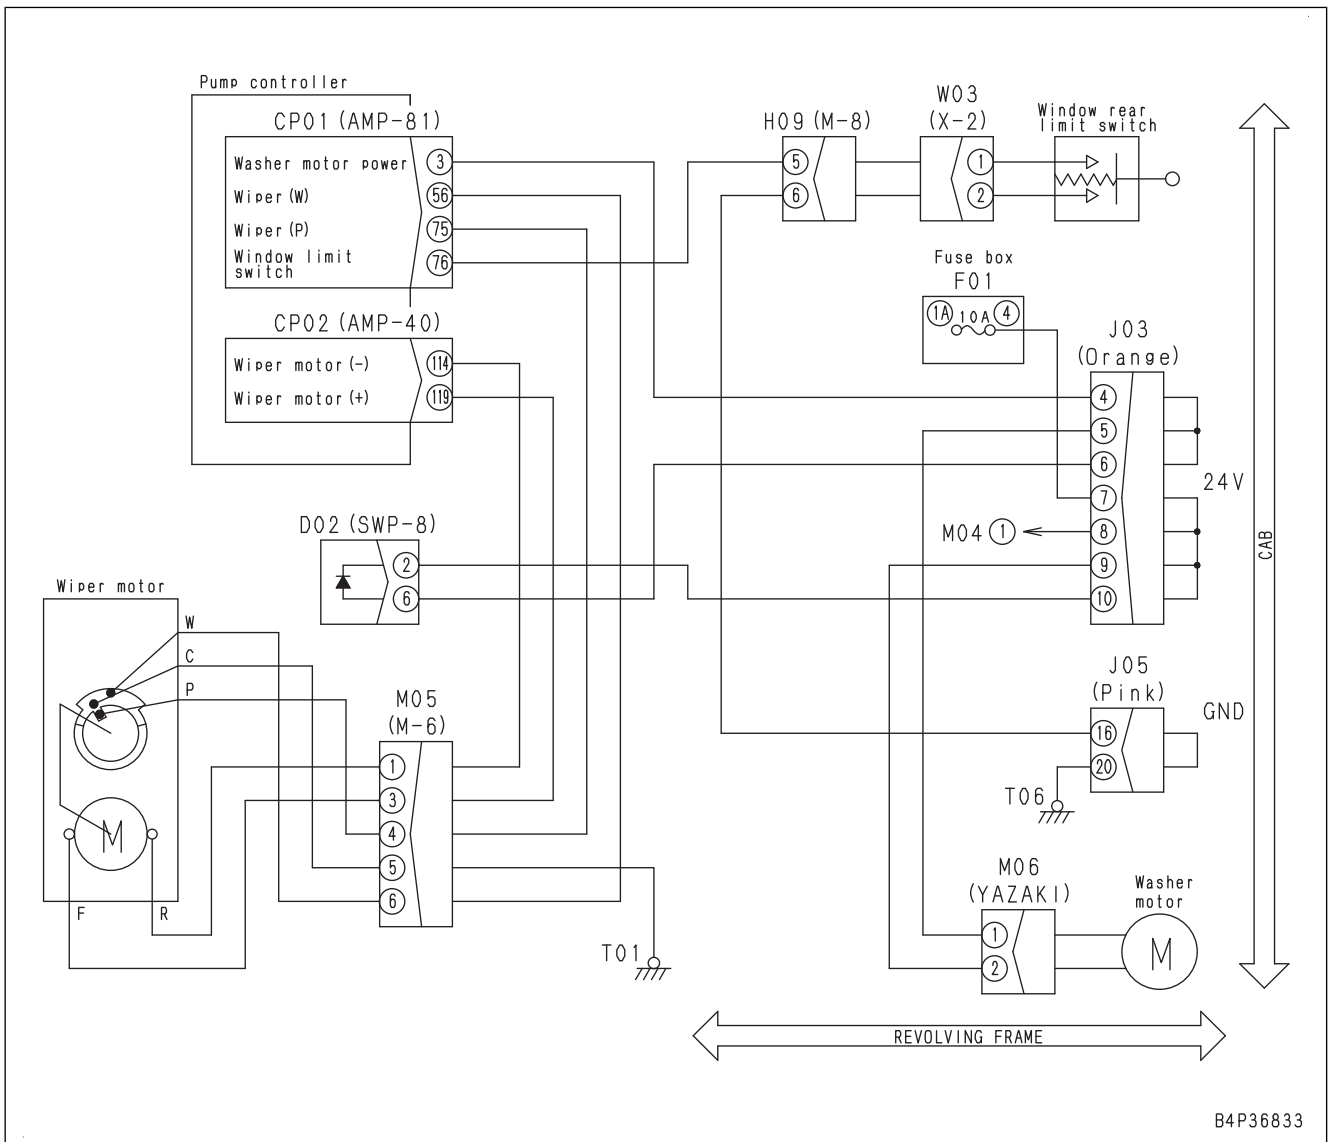 Pump controller
CP01 (AMP-81)
Washer motor power 3
Wiper (W) 56
Wiper (P) 75
Window limit
switch 76
CP02 (AMP-40)
Wiper motor (-) 114
Wiper motor (+) 119
H09 (M-8)
5
6
W03
(X-2)
1
2
Window rear
limit switch
Fuse box
F01
1A 10A 4
J03
(Orange)
4
5
6
7
8
9
10
24V
M04 1
D02 (SWP-8)
2
6
Wiper motor
W
C
P
M
F R
M05
(M-6)
1
3
4
5
6
T01
J05
(Pink)
16
20
GND
T06
M06
(YAZAKI)
1
2
Washer
motor
M
CAB
REVOLVING FRAME
B4P36833